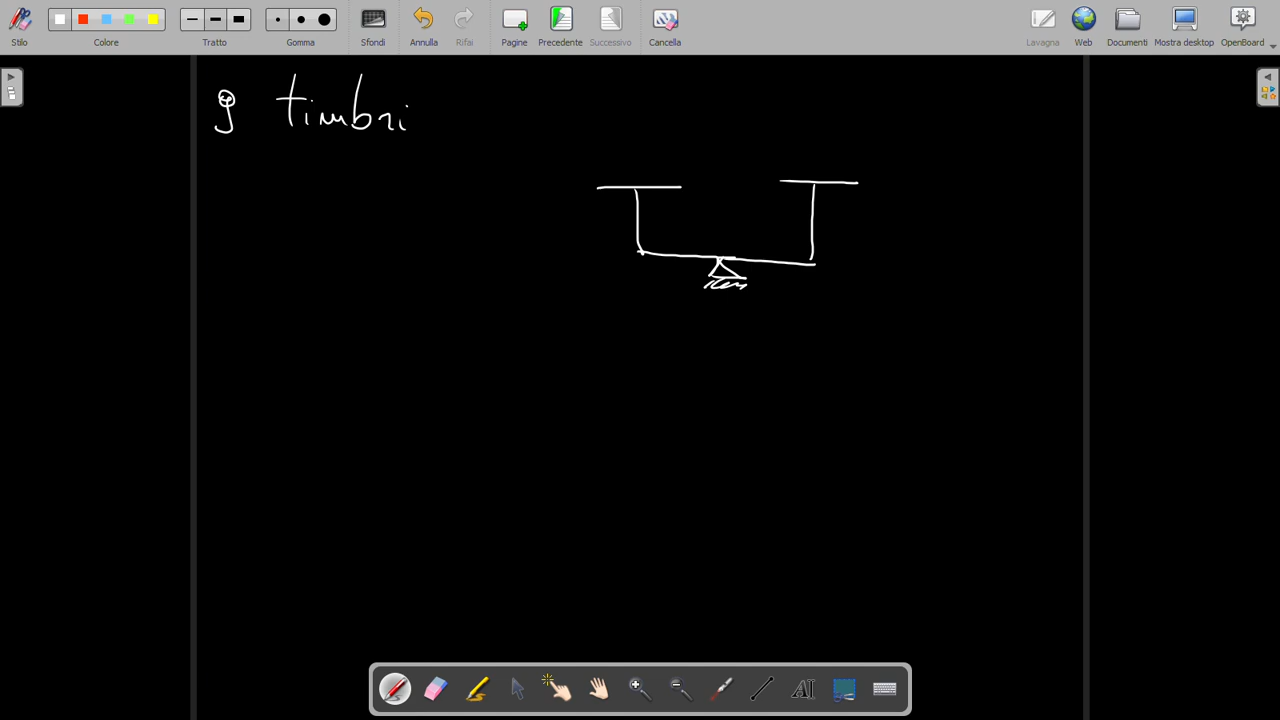 Stilo
Colore
Tratto
Gomma
Sfondi
Annulla
Rifai
Pagine
Precedente
Successivo
Cancella
Lavagna
Web
Documenti
Mostra desktop
OpenBoard
9 timbri
AI